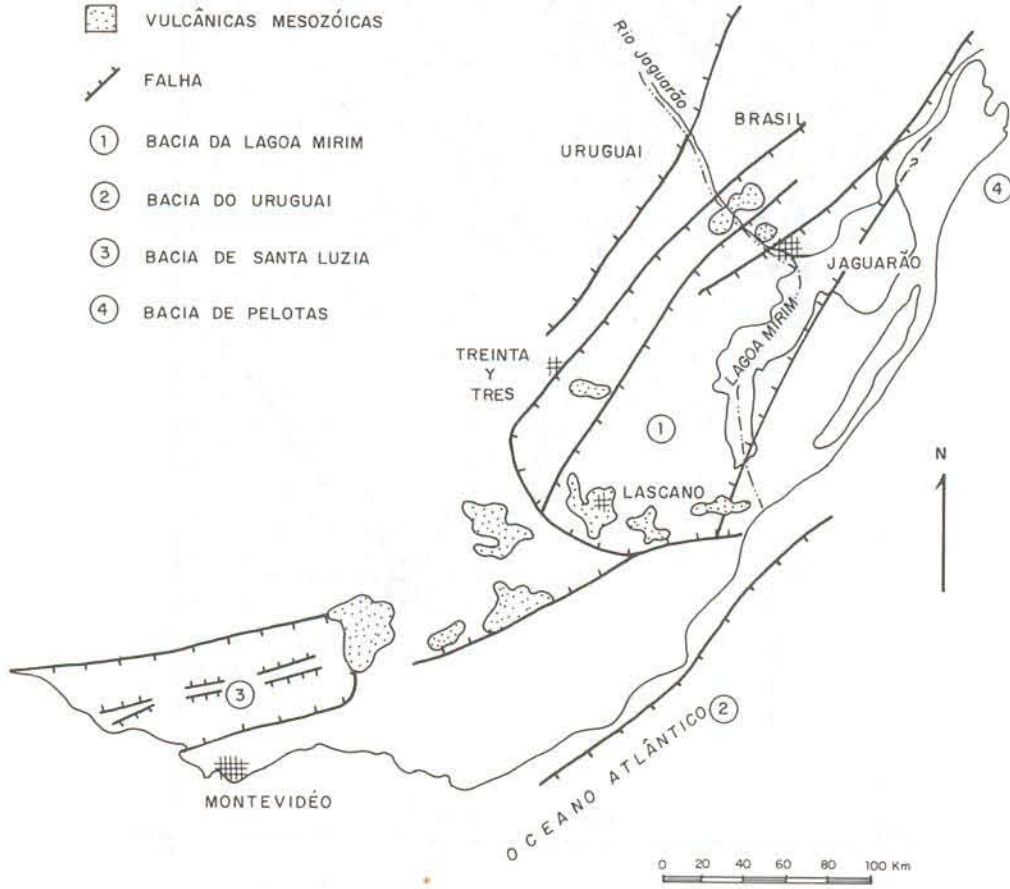 VULCÂNICAS MESOZÓICAS
FALHA
1 BACIA DA LAGOA MIRIM
2 BACIA DO URUGUAI
3 BACIA DE SANTA LUZIA
4 BACIA DE PELOTAS
Rio Jaguarão
BRASIL
URUGUAI
?
4
JAGUARÃO
LAGOA MIRIM
TREINTA
Y
TRES
1
N
LASCANO
3
2
OCEANO ATLÂNTICO
MONTEVIDÉO
0 20 40 60 80 100 Km